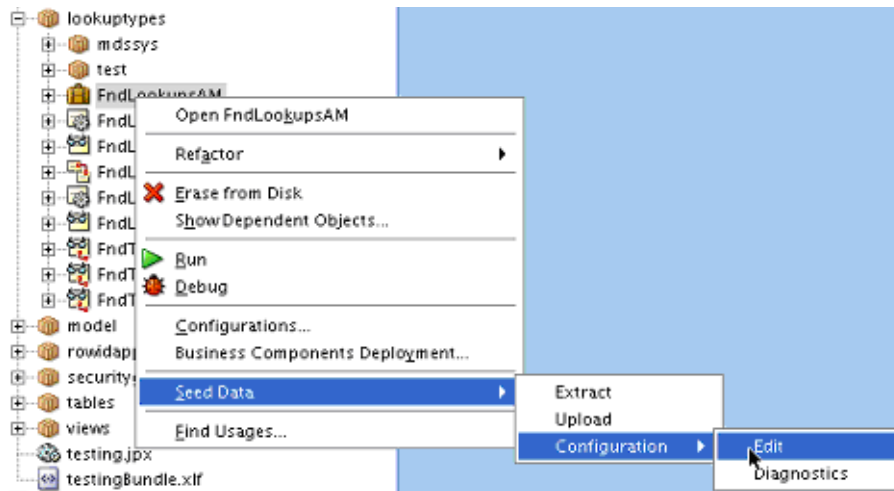 lookuptypes
mdssys
test
FndLookupsAM
FndL
FndL
FndL
FndL
FndL
FndT
FndT
FndT
model
rowidap
security
tables
views
testing.jpx
testingBundle.xlf
Open FndLookupsAM
Refactor
Erase from Disk
Show Dependent Objects...
Run
Debug
Configurations...
Business Components Deployment...
Seed Data
Find Usages...
Extract
Upload
Configuration
Edit
Diagnostics